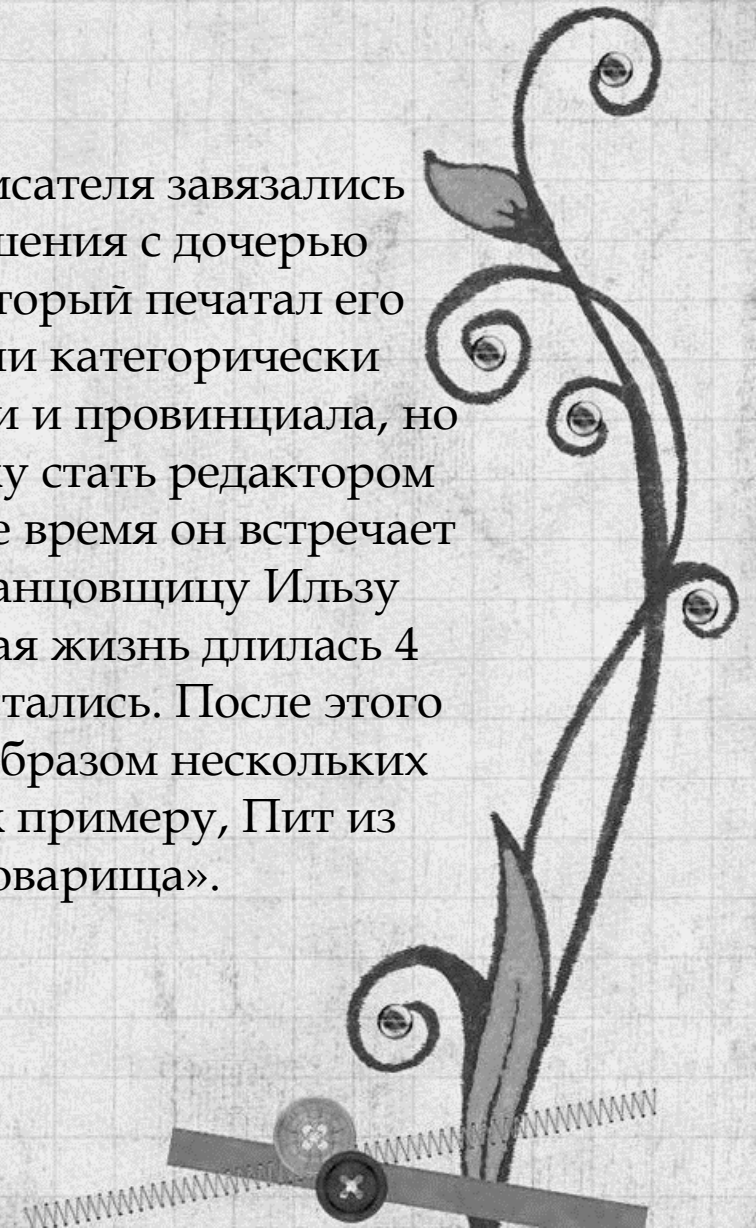 исателя завязались
шения с дочерью
торый печатал его
ли категорически
и и провинциала, но
у стать редактором
е время он встречает
анцовщицу Ильзу
ая жизнь длилась 4
тались. После этого
бразом нескольких
к примеру, Пит из
оварища».